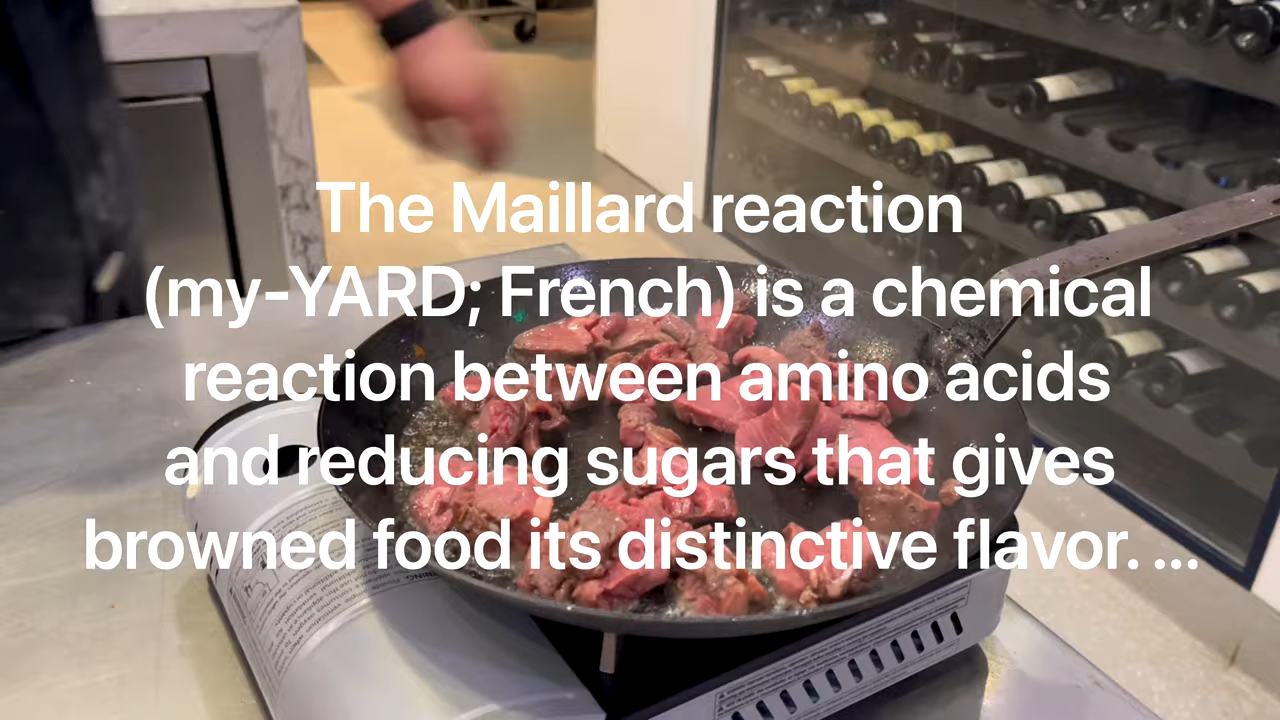 The Maillard reaction
(my-YARD; French) is a chemical
reaction between amino acids
and reducing sugars that gives
browned food its distinctive flavor. ...